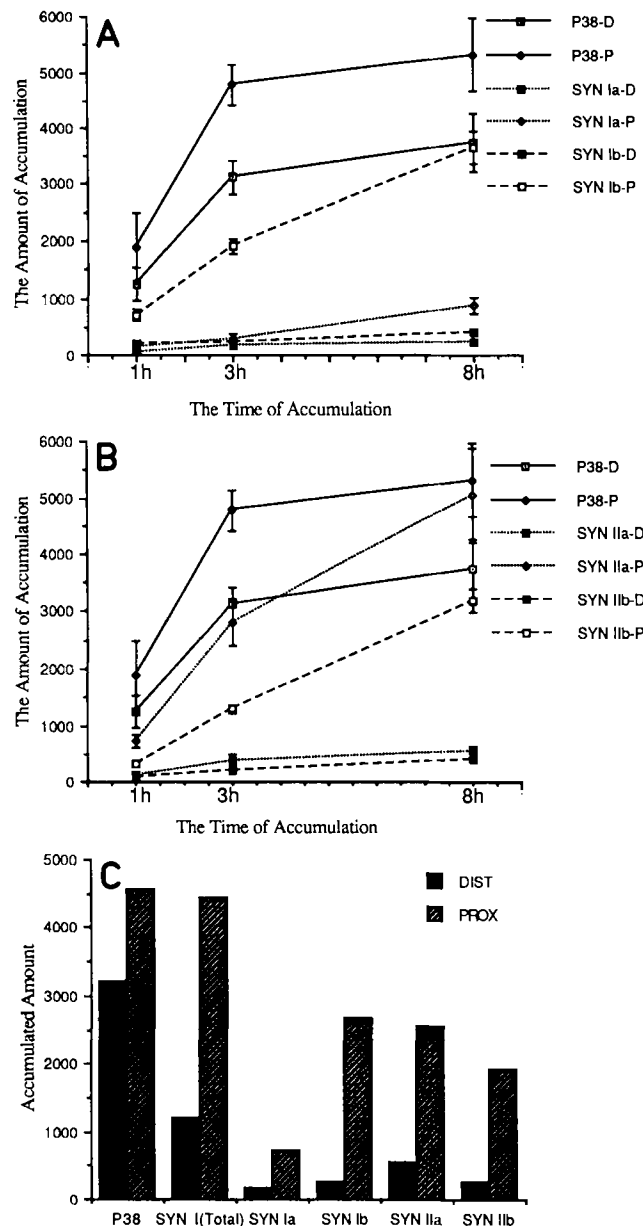 A
6000
5000
4000
3000
2000
1000
0
The Amount of Accumulation
1h 3h 8h
The Time of Accumulation
P38-D
P38-P
SYN Ia-D
SYN Ia-P
SYN Ib-D
SYN Ib-P
B
6000
5000
4000
3000
2000
1000
0
The Amount of Accumulation
1h 3h 8h
The Time of Accumulation
P38-D
P38-P
SYN IIa-D
SYN IIa-P
SYN IIb-D
SYN IIb-P
C
5000
4000
3000
2000
1000
0
Accumulated Amount
DIST
PROX
P38 SYN I(Total) SYN Ia SYN Ib SYN IIa SYN IIb